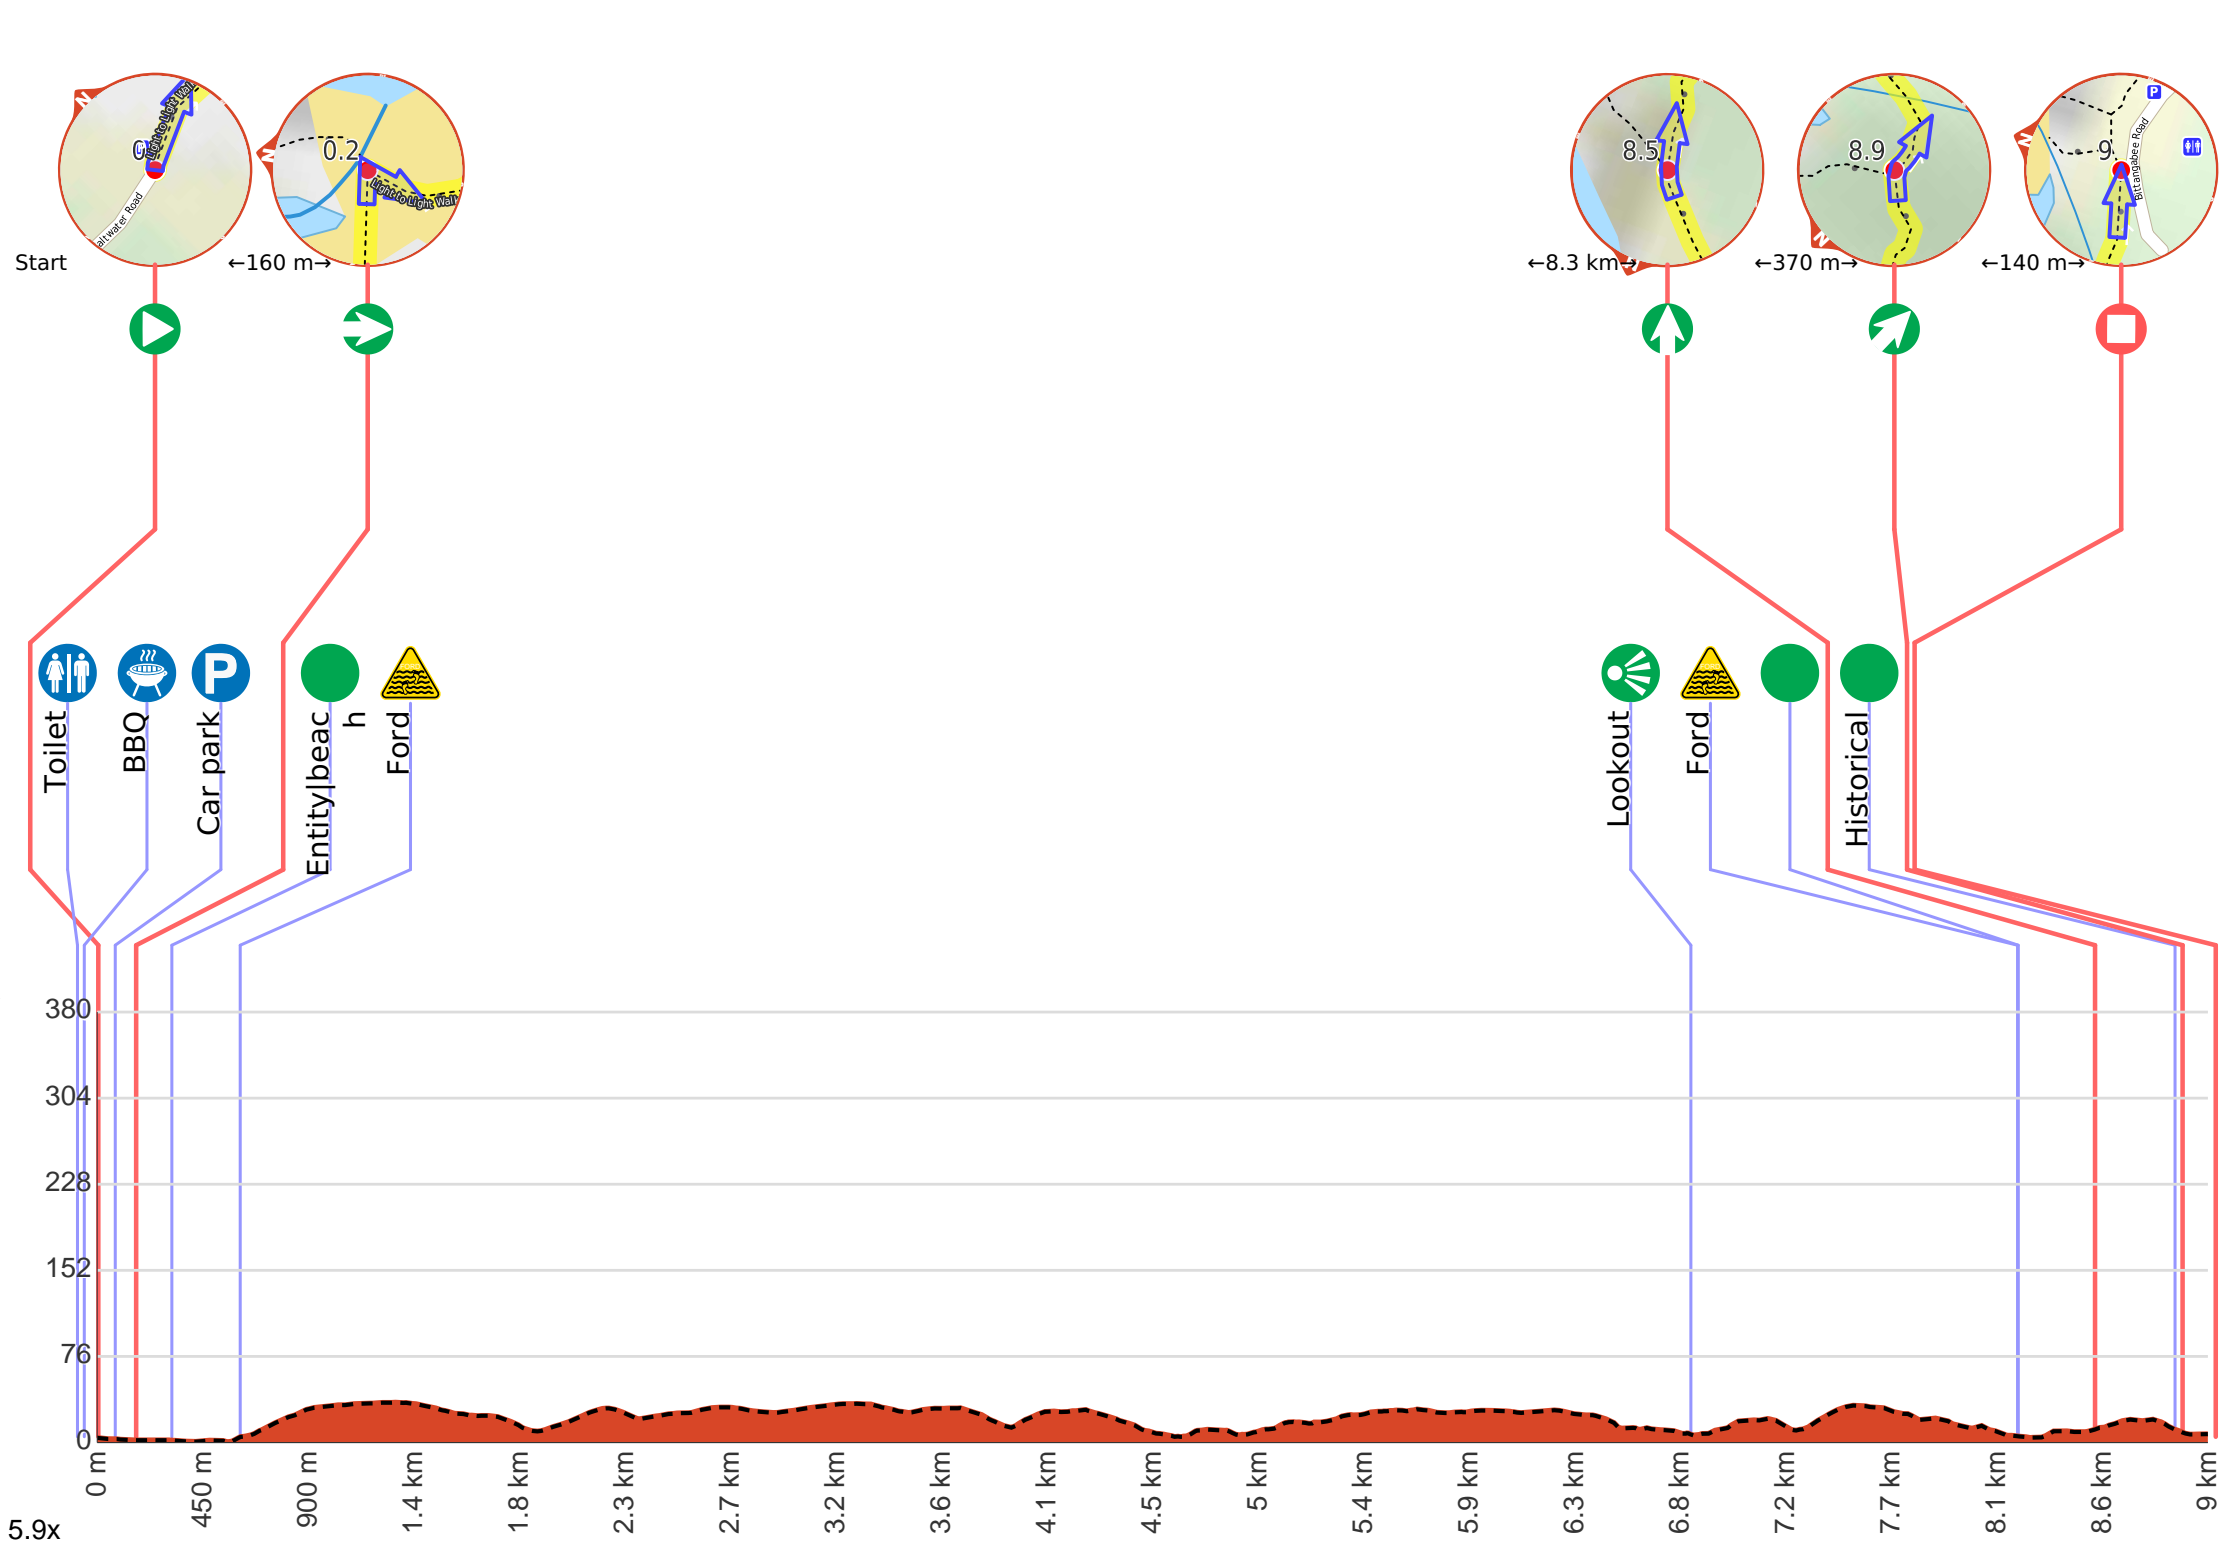 N
Light to Light Walk
0
altwater Road
N
0.2
Light to Light Walk
8.5
N
8.9
N
P
N
9
Bittangabee Road
Start
←160 m→
←8.3 km→
←370 m→
←140 m→
P
Toilet
BBQ
Car park
Entity|beac
h
Ford
Lookout
Ford
Historical
380
304
228
152
76
0
0 m
450 m
900 m
1.4 km
1.8 km
2.3 km
2.7 km
3.2 km
3.6 km
4.1 km
4.5 km
5 km
5.4 km
5.9 km
6.3 km
6.8 km
7.2 km
7.7 km
8.1 km
8.6 km
9 km
5.9x